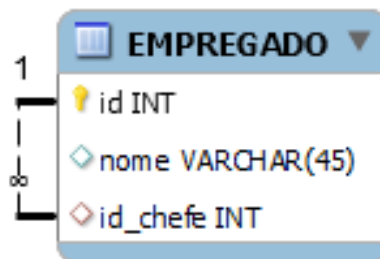 EMPREGADO
1
id INT
nome VARCHAR(45)
∞
id_chefe INT